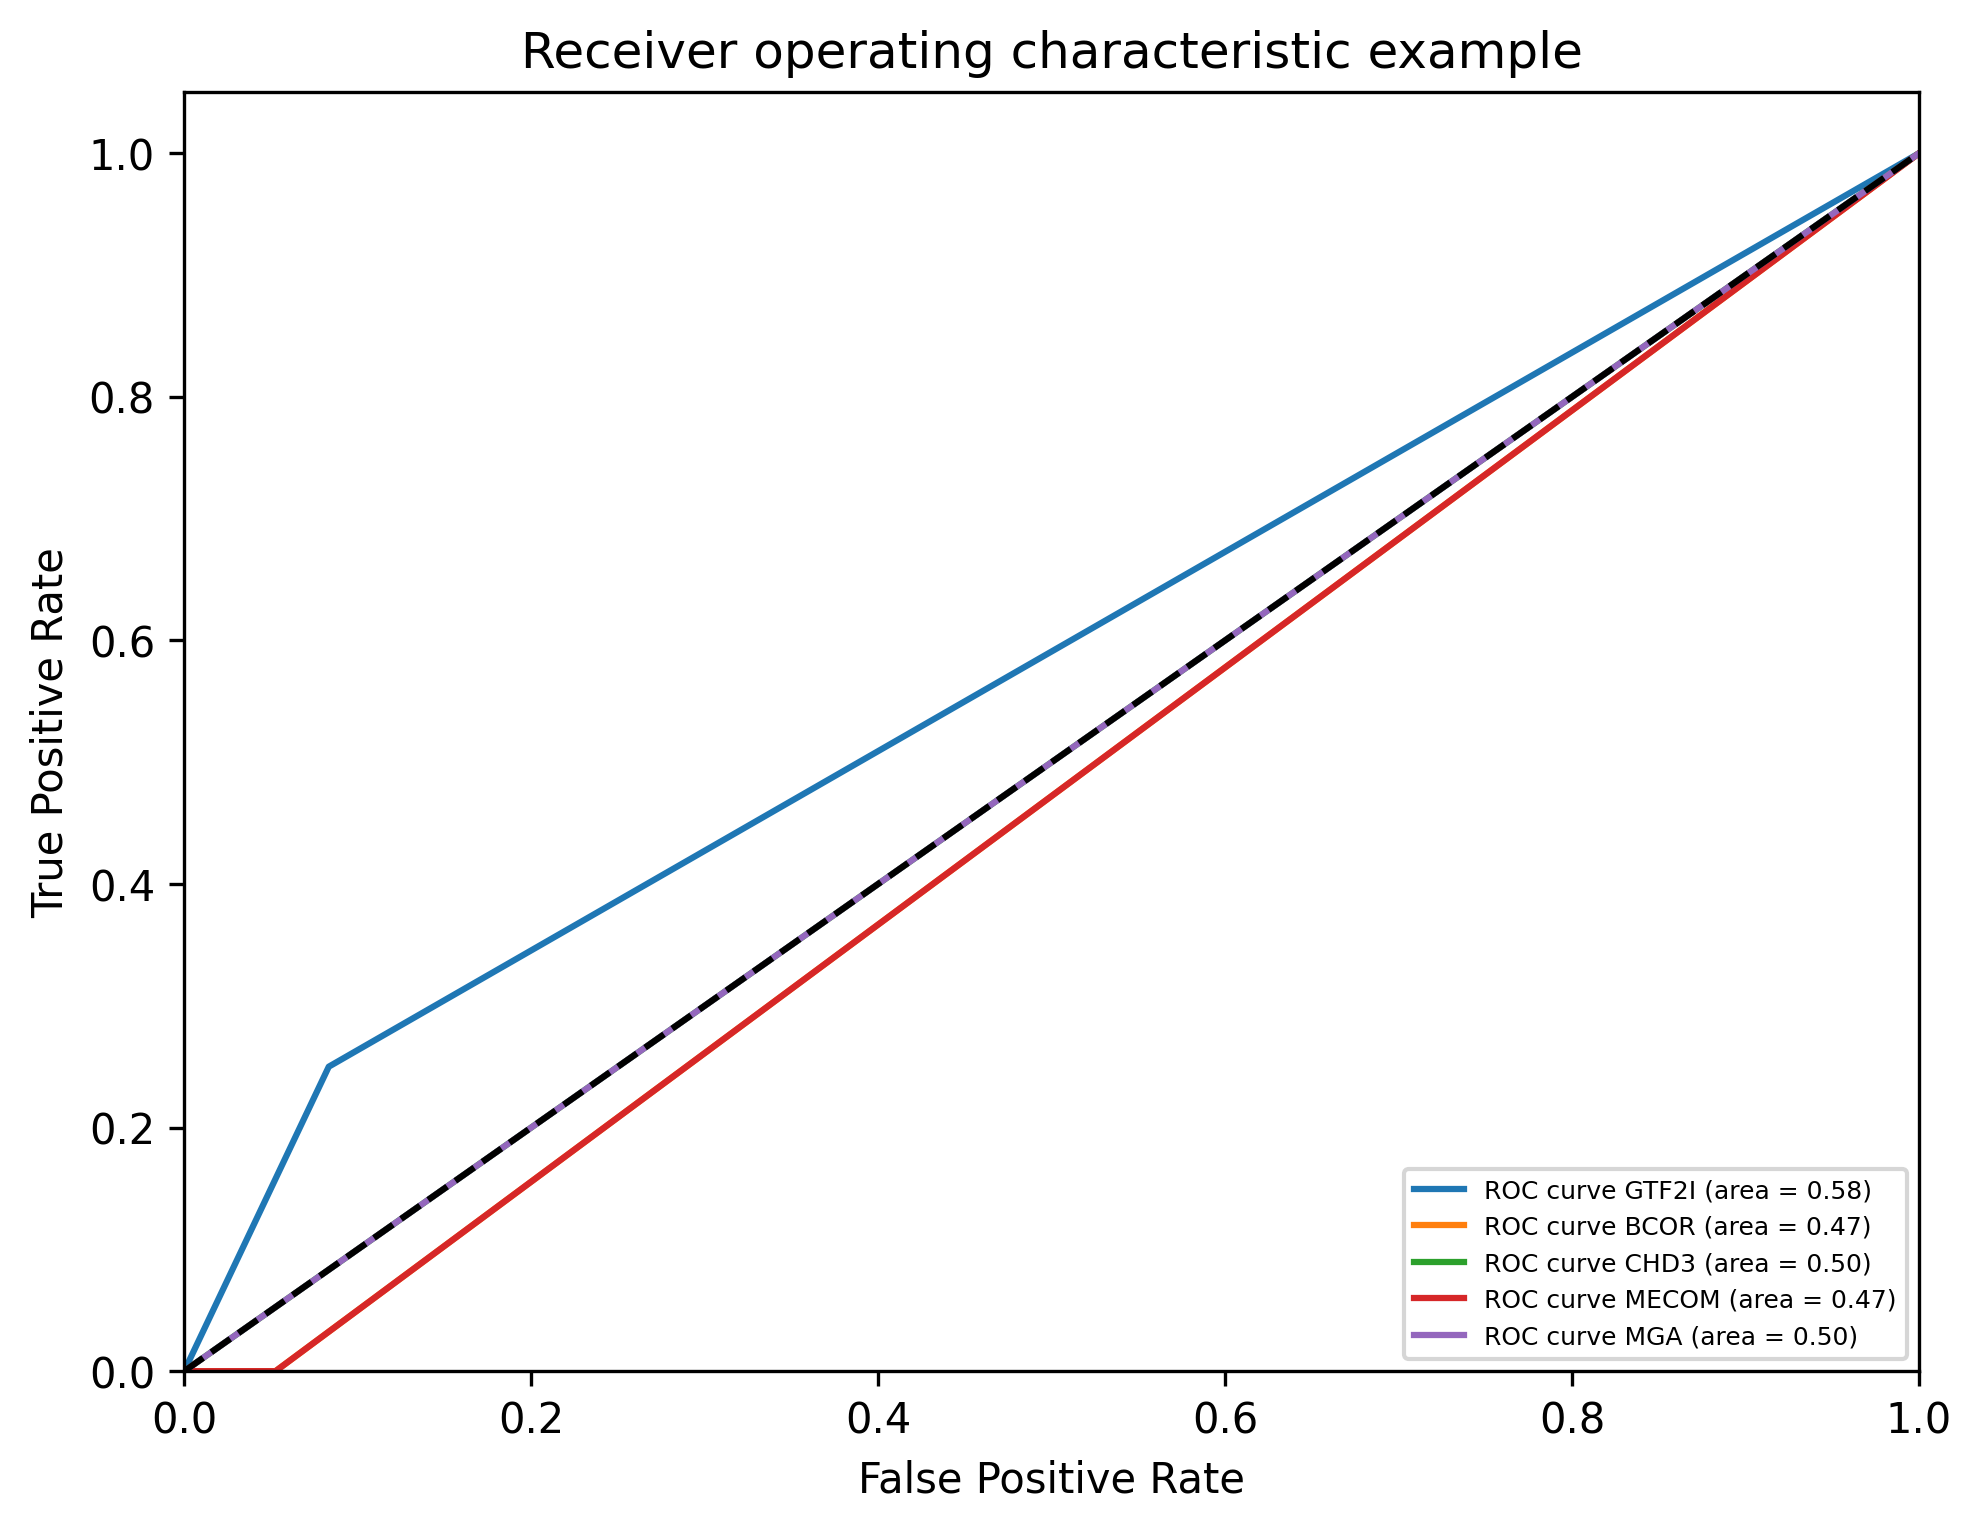 Receiver operating characteristic example
1.0
0.8
0.6
0.4
0.2
0.0
True Positive Rate
0.0 0.2 0.4 0.6 0.8 1.0
False Positive Rate
ROC curve GTF2I (area = 0.58)
ROC curve BCOR (area = 0.47)
ROC curve CHD3 (area = 0.50)
ROC curve MECOM (area = 0.47)
ROC curve MGA (area = 0.50)